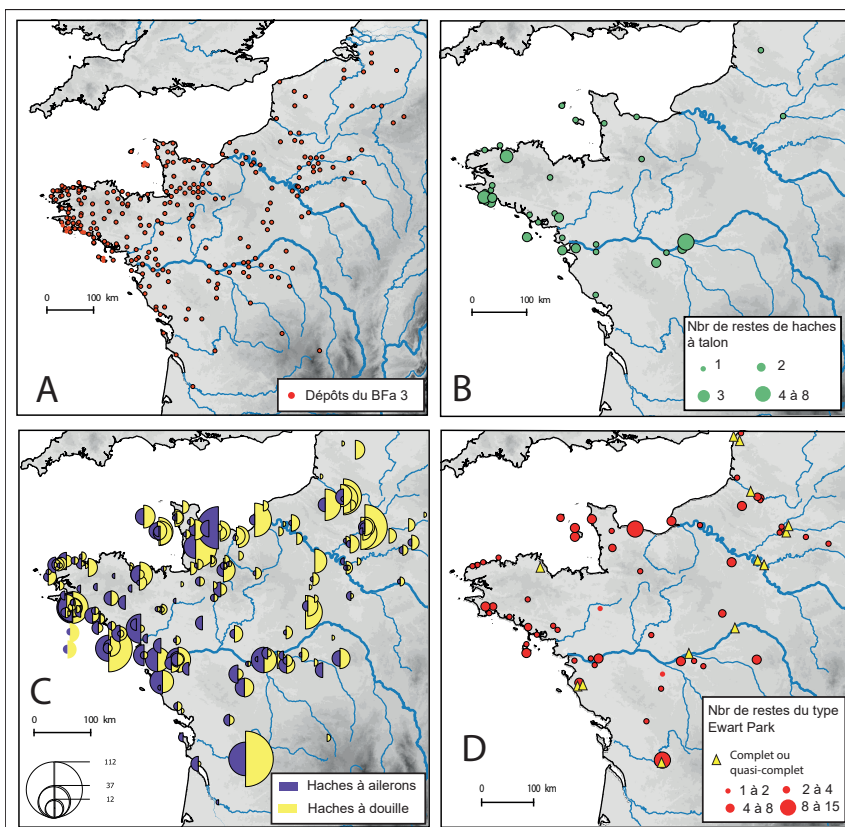 A
0 100 km
Dépôts du BFa 3
B
0 100 km
Nbr de restes de haches
à talon
1 2
3 4 à 8
C
0 100 km
112
37
12
Haches à ailerons
Haches à douille
D
0 100 km
Nbr de restes du type
Ewart Park
Complet ou
quasi-complet
1 à 2 2 à 4
4 à 8 8 à 15